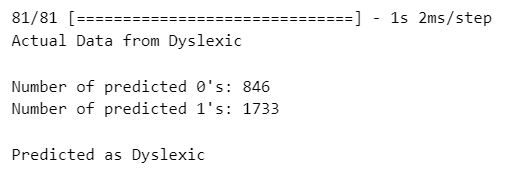 81/81 [==============================] - 1s 2ms/step
Actual Data from Dyslexic
Number of predicted 0's: 846
Number of predicted 1's: 1733
Predicted as Dyslexic